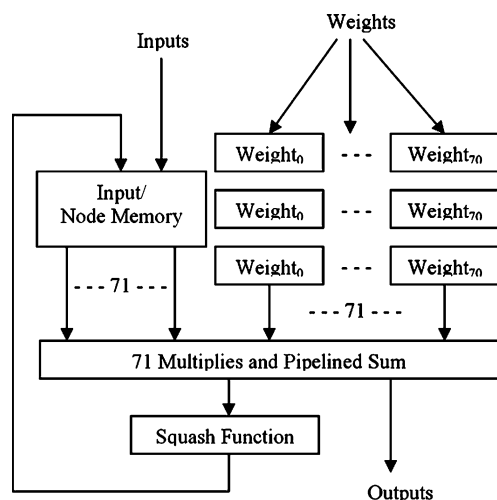 Weights
Inputs
Weight0 - - - Weight70
Input/
Node Memory
Weight0 - - - Weight70
Weight0 - - - Weight70
- - - 71 - - -
- - - 71 - - -
71 Multiplies and Pipelined Sum
Squash Function
Outputs